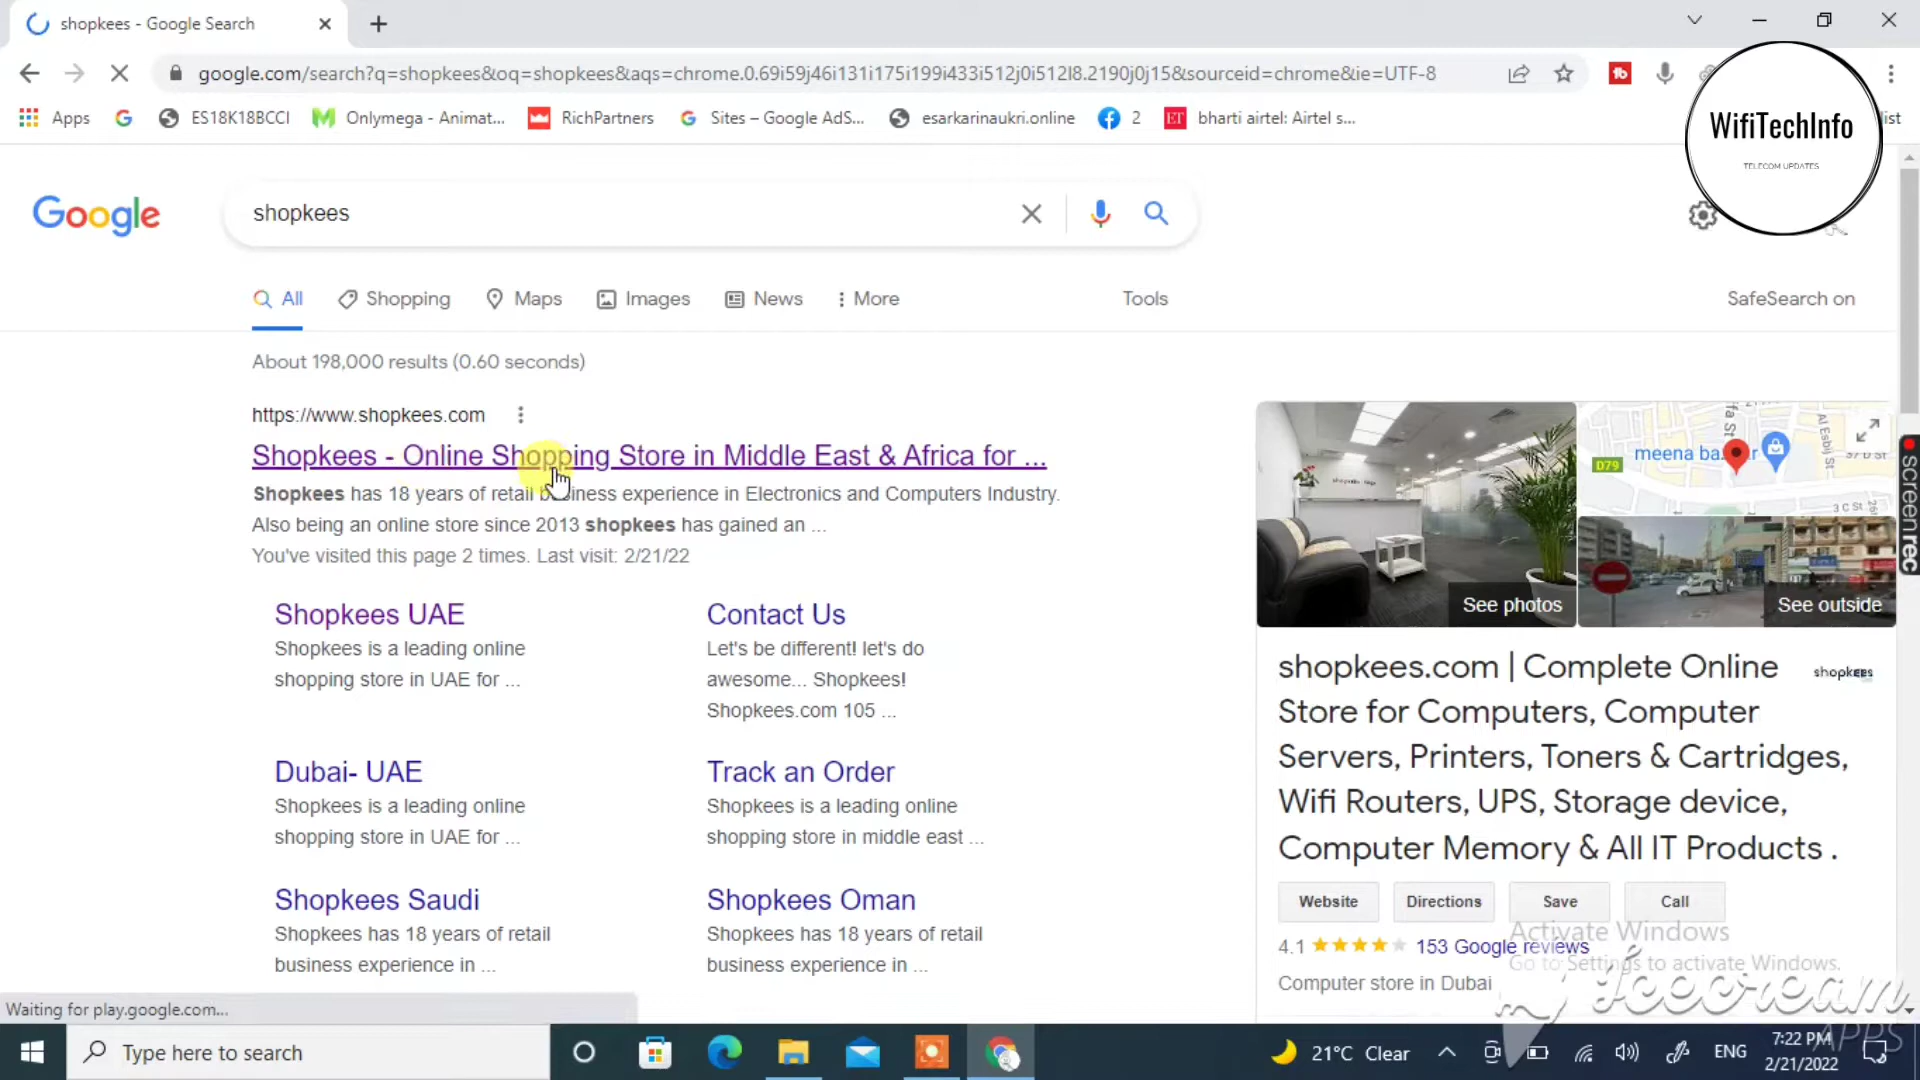 shopkees - Google Search
google.com/search?q=shopkees&oq=shopkees&aqs=chrome.0.69i59j46i131i175i199i433i512j0i512l8.2190j0j15&sourceid=chrome&ie=UTF-8
Apps
ES18K18BCCI
Onlymega - Animat...
RichPartners
Sites – Google AdS...
esarkarinaukri.online
2
ET
bharti airtel: Airtel s...
list
WifiTechInfo
TELECOM UPDATES
Google
shopkees
All
Shopping
Maps
Images
News
More
Tools
SafeSearch on
About 198,000 results (0.60 seconds)
https://www.shopkees.com
Shopkees - Online Shopping Store in Middle East & Africa for ...
Shopkees has 18 years of retail business experience in Electronics and Computers Industry.
Also being an online store since 2013 shopkees has gained an ...
You've visited this page 2 times. Last visit: 2/21/22
Shopkees UAE
Shopkees is a leading online
shopping store in UAE for ...
Contact Us
Let's be different! let's do
awesome... Shopkees!
Shopkees.com 105 ...
Dubai- UAE
Shopkees is a leading online
shopping store in UAE for ...
Track an Order
Shopkees is a leading online
shopping store in middle east ...
Shopkees Saudi
Shopkees has 18 years of retail
business experience in ...
Shopkees Oman
Shopkees has 18 years of retail
business experience in ...
See photos
meena
D79
Al Esbij St
3 C St
See outside
shopkees.com | Complete Online
Store for Computers, Computer
Servers, Printers, Toners & Cartridges,
Wifi Routers, UPS, Storage device,
Computer Memory & All IT Products .
shopkees
Website
Directions
Save
Call
4.1
153 Google reviews
Computer store in Dubai
Activate Windows
Go to Settings to activate Windows.
Icecream
APPS
screenrec
Waiting for play.google.com...
Type here to search
21°C Clear
ENG
7:22 PM
2/21/2022